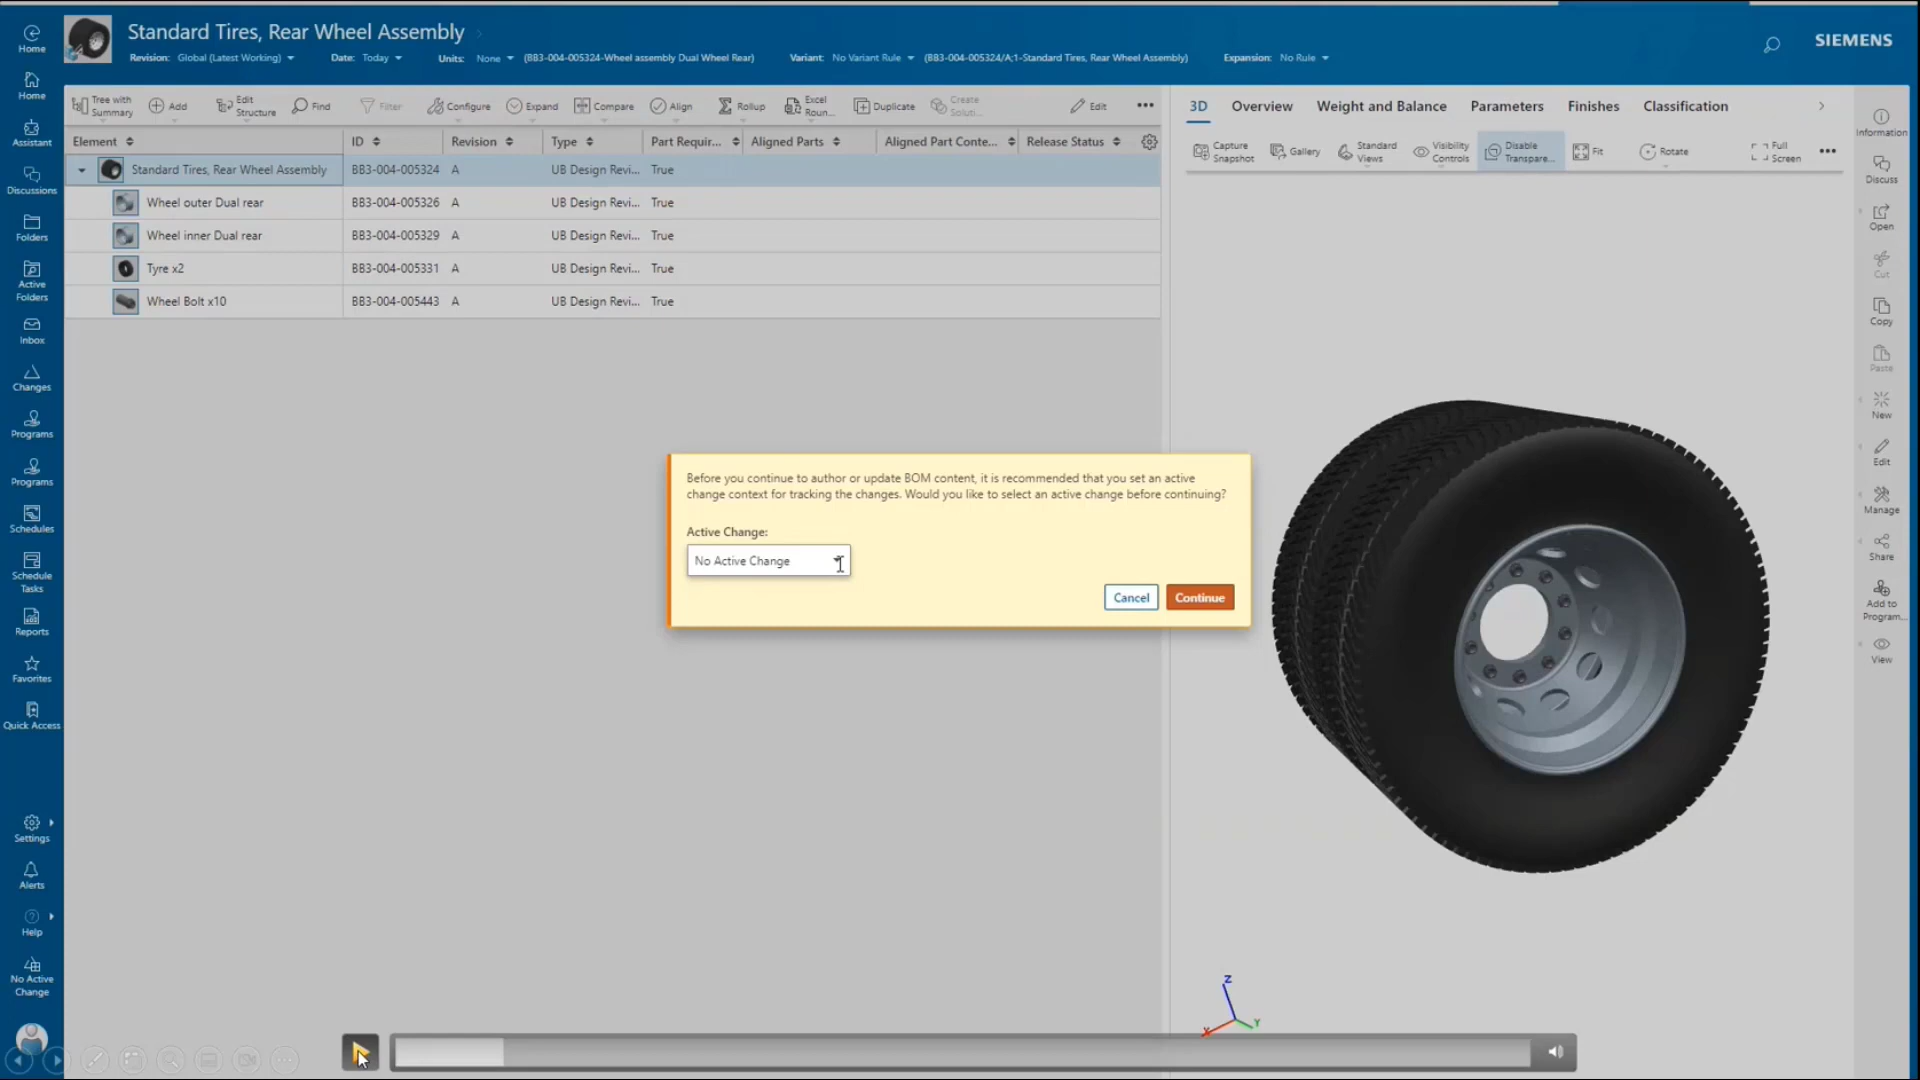 Standard Tires, Rear Wheel Assembly
Revision: Global (Latest Working)
Date: Today
Units: None
(BB3-004-005324-Wheel assembly Dual Wheel Rear)
Variant: No Variant Rule
(BB3-004-005324/A;1-Standard Tires, Rear Wheel Assembly)
Expansion: No Rule
SIEMENS
Home
Home
Assistant
Discussions
Folders
Active
Folders
Inbox
Changes
Programs
Programs
Schedules
Schedule
Tasks
Reports
Favorites
Quick Access
Settings
Alerts
Help
No Active
Change
Tree with
Summary
Add
Edit
Structure
Find
Filter
Configure
Expand
Compare
Align
Rollup
Excel
Roun...
Duplicate
Create
Soluti...
Edit
Element ID Revision Type Part Requir... Aligned Parts Aligned Part Conte... Release Status
Standard Tires, Rear Wheel Assembly BB3-004-005324 A UB Design Revi... True
Wheel outer Dual rear BB3-004-005326 A UB Design Revi... True
Wheel inner Dual rear BB3-004-005329 A UB Design Revi... True
Tyre x2 BB3-004-005331 A UB Design Revi... True
Wheel Bolt x10 BB3-004-005443 A UB Design Revi... True
Before you continue to author or update BOM content, it is recommended that you set an active
change context for tracking the changes. Would you like to select an active change before continuing?
Active Change:
No Active Change
Cancel
Continue
3D
Overview
Weight and Balance
Parameters
Finishes
Classification
Capture
Snapshot
Gallery
Standard
Views
Visibility
Controls
Disable
Transpare...
Fit
Rotate
Full
Screen
Z
X
Y
Information
Discuss
Open
Cut
Copy
Paste
New
Edit
Manage
Share
Add to
Program...
View